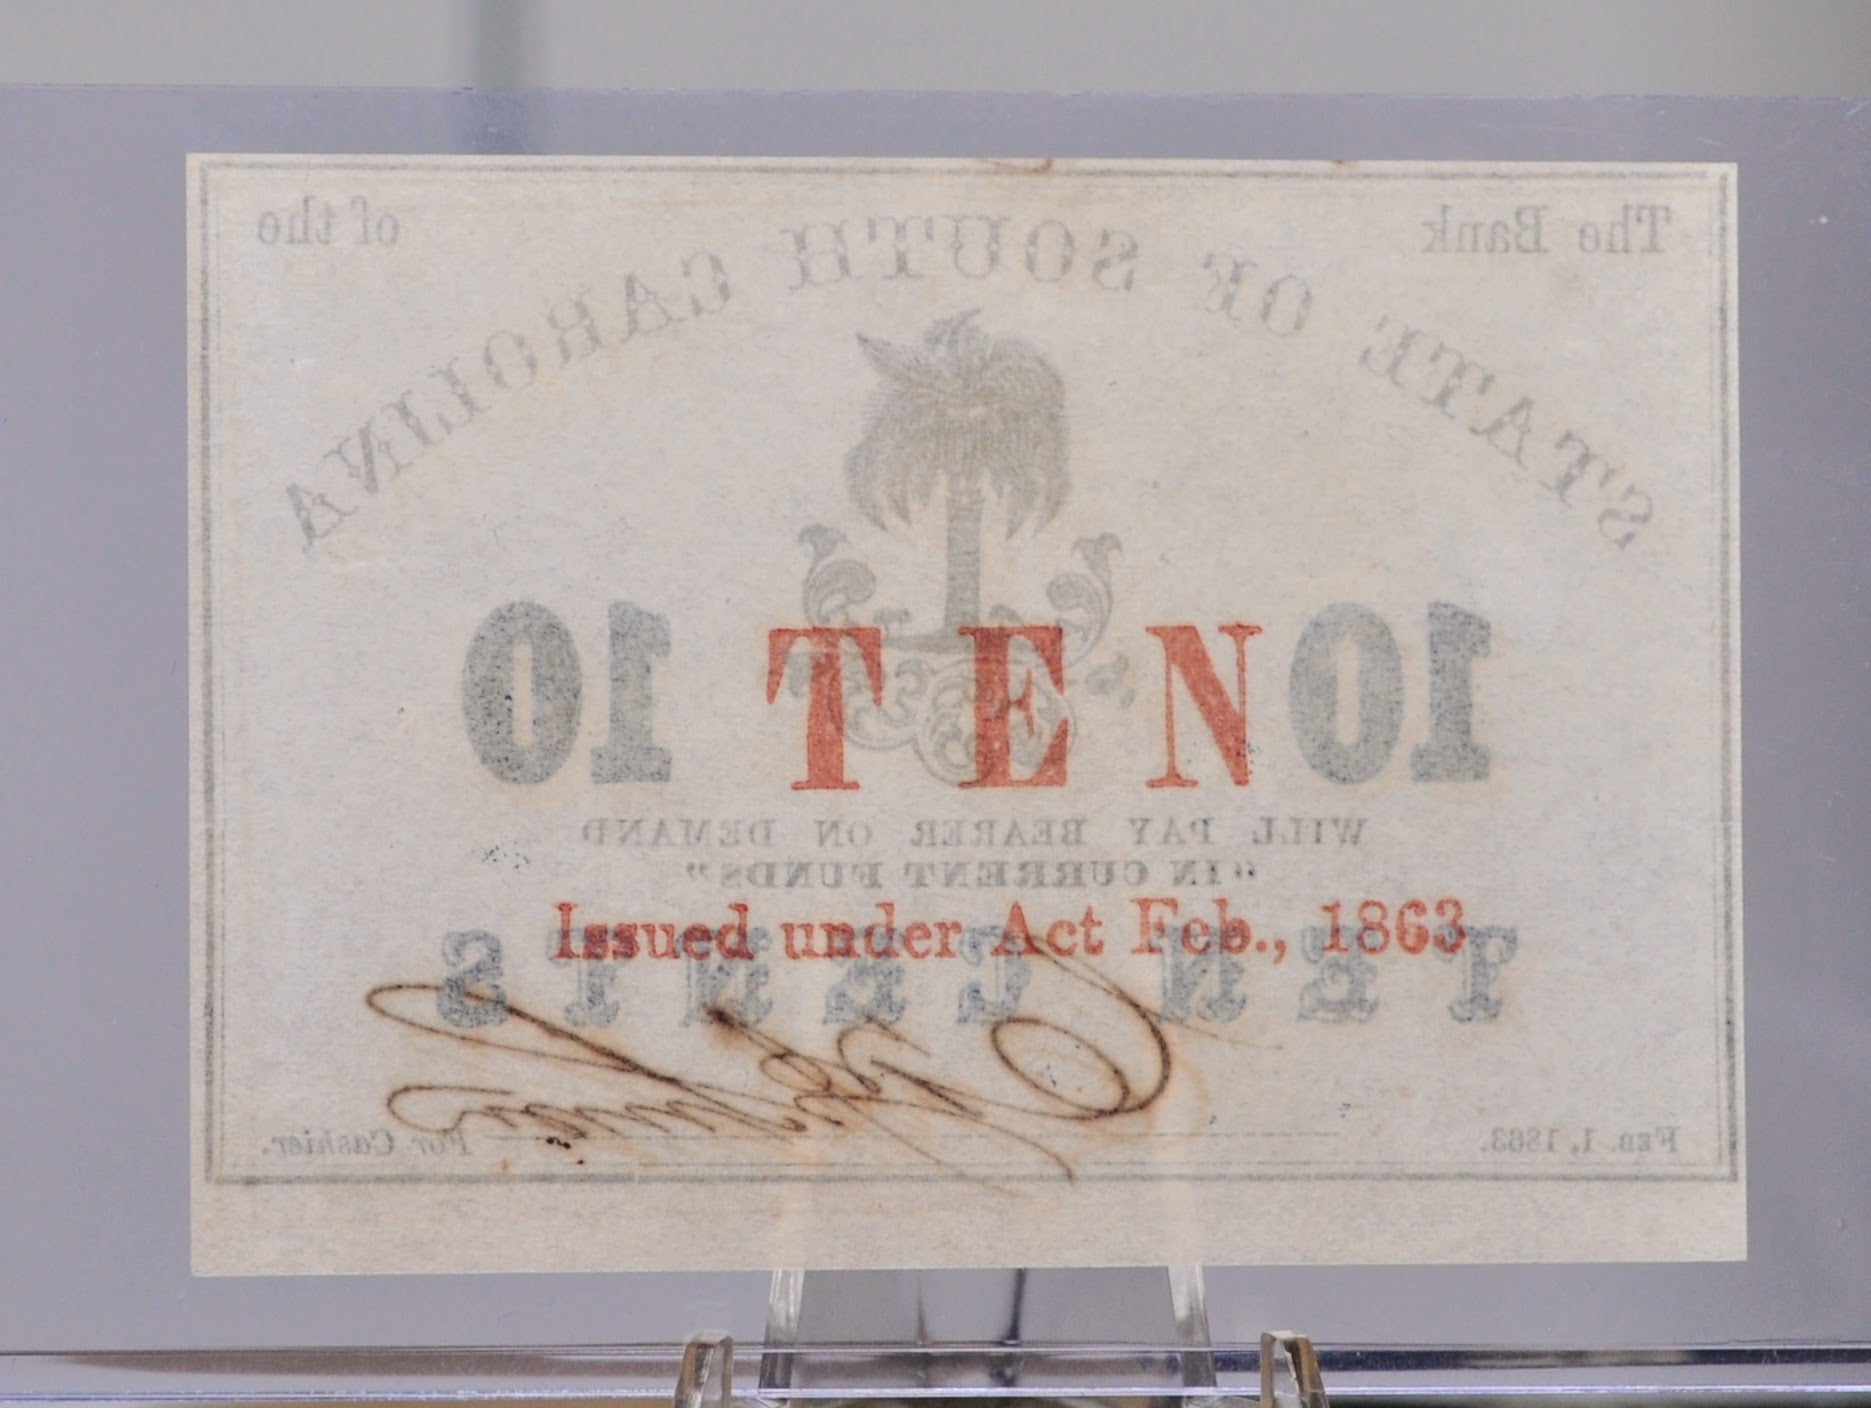 The Bank of the
STATE OF SOUTH CAROLINA
10 TEN 10
WILL PAY BEARER ON DEMAND
"IN CURRENT FUNDS"
Issued under Act Feb., 1863
TEN CENTS
FEB. 1, 1863. For Cashier.